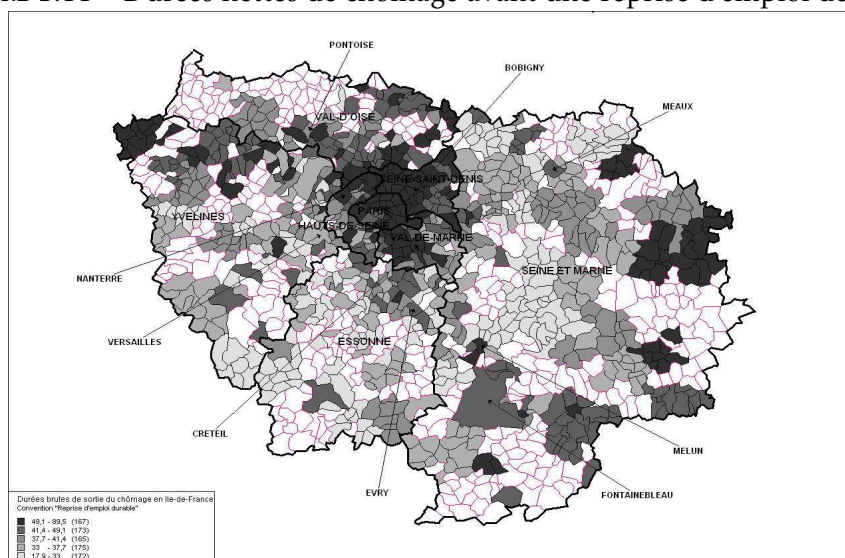 Durées nettes de chômage avant une reprise d'emploi de
PONTOISE
BOBIGNY
MEAUX
VAL-D'OISE
SEINE-SAINT-DENIS
YVELINES
PARIS
HAUTS-DE-SEINE
VAL-DE-MARNE
SEINE ET MARNE
NANTERRE
VERSAILLES
ESSONNE
CRETEIL
MELUN
EVRY
FONTAINEBLEAU
Durées brutes de sortie du chômage en Ile-de-France
Convention "Reprise d'emploi durable"
49,1 - 89,5 (167)
41,4 - 49,1 (173)
37,7 - 41,4 (165)
33 - 37,7 (175)
17,9 - 33 (172)